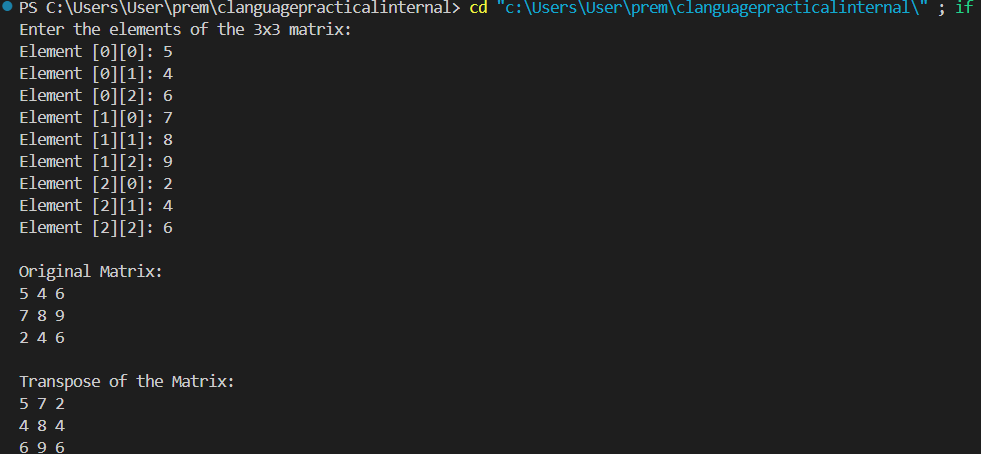 PS C:\Users\User\prem\clanguagepracticalinternal> cd "c:\Users\User\prem\clanguagepracticalinternal\" ; if
Enter the elements of the 3x3 matrix:
Element [0][0]: 5
Element [0][1]: 4
Element [0][2]: 6
Element [1][0]: 7
Element [1][1]: 8
Element [1][2]: 9
Element [2][0]: 2
Element [2][1]: 4
Element [2][2]: 6
Original Matrix:
5 4 6
7 8 9
2 4 6
Transpose of the Matrix:
5 7 2
4 8 4
6 9 6